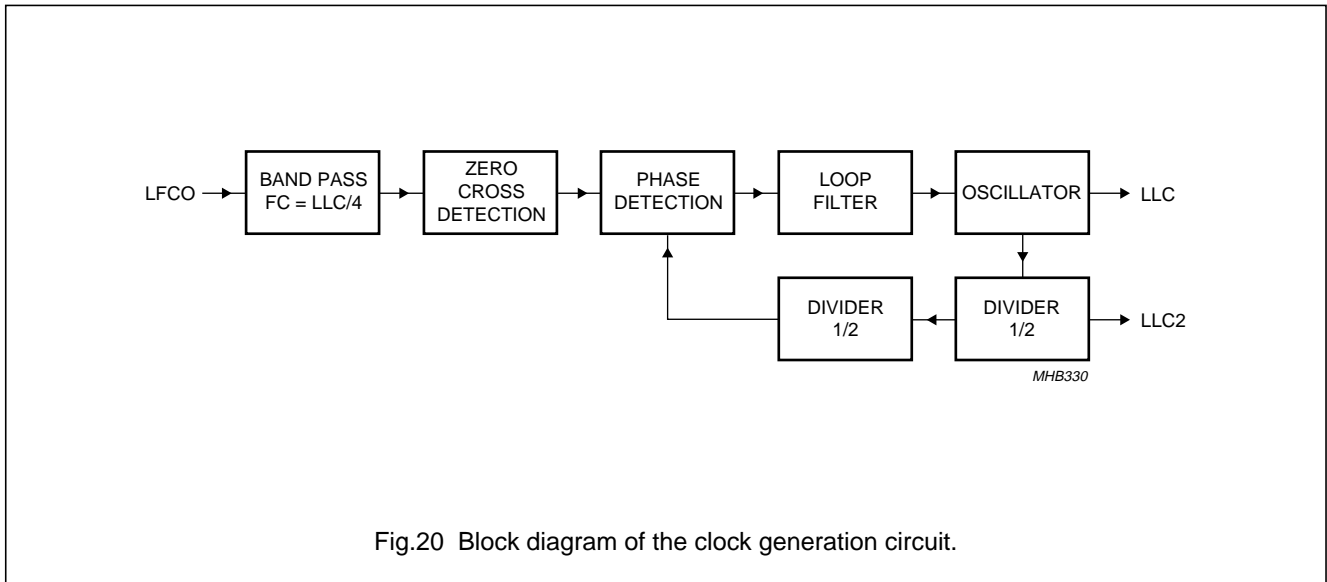 LFCO
BAND PASS
FC = LLC/4
ZERO
CROSS
DETECTION
PHASE
DETECTION
LOOP
FILTER
OSCILLATOR
LLC
DIVIDER
1/2
DIVIDER
1/2
LLC2
MHB330
Fig.20 Block diagram of the clock generation circuit.